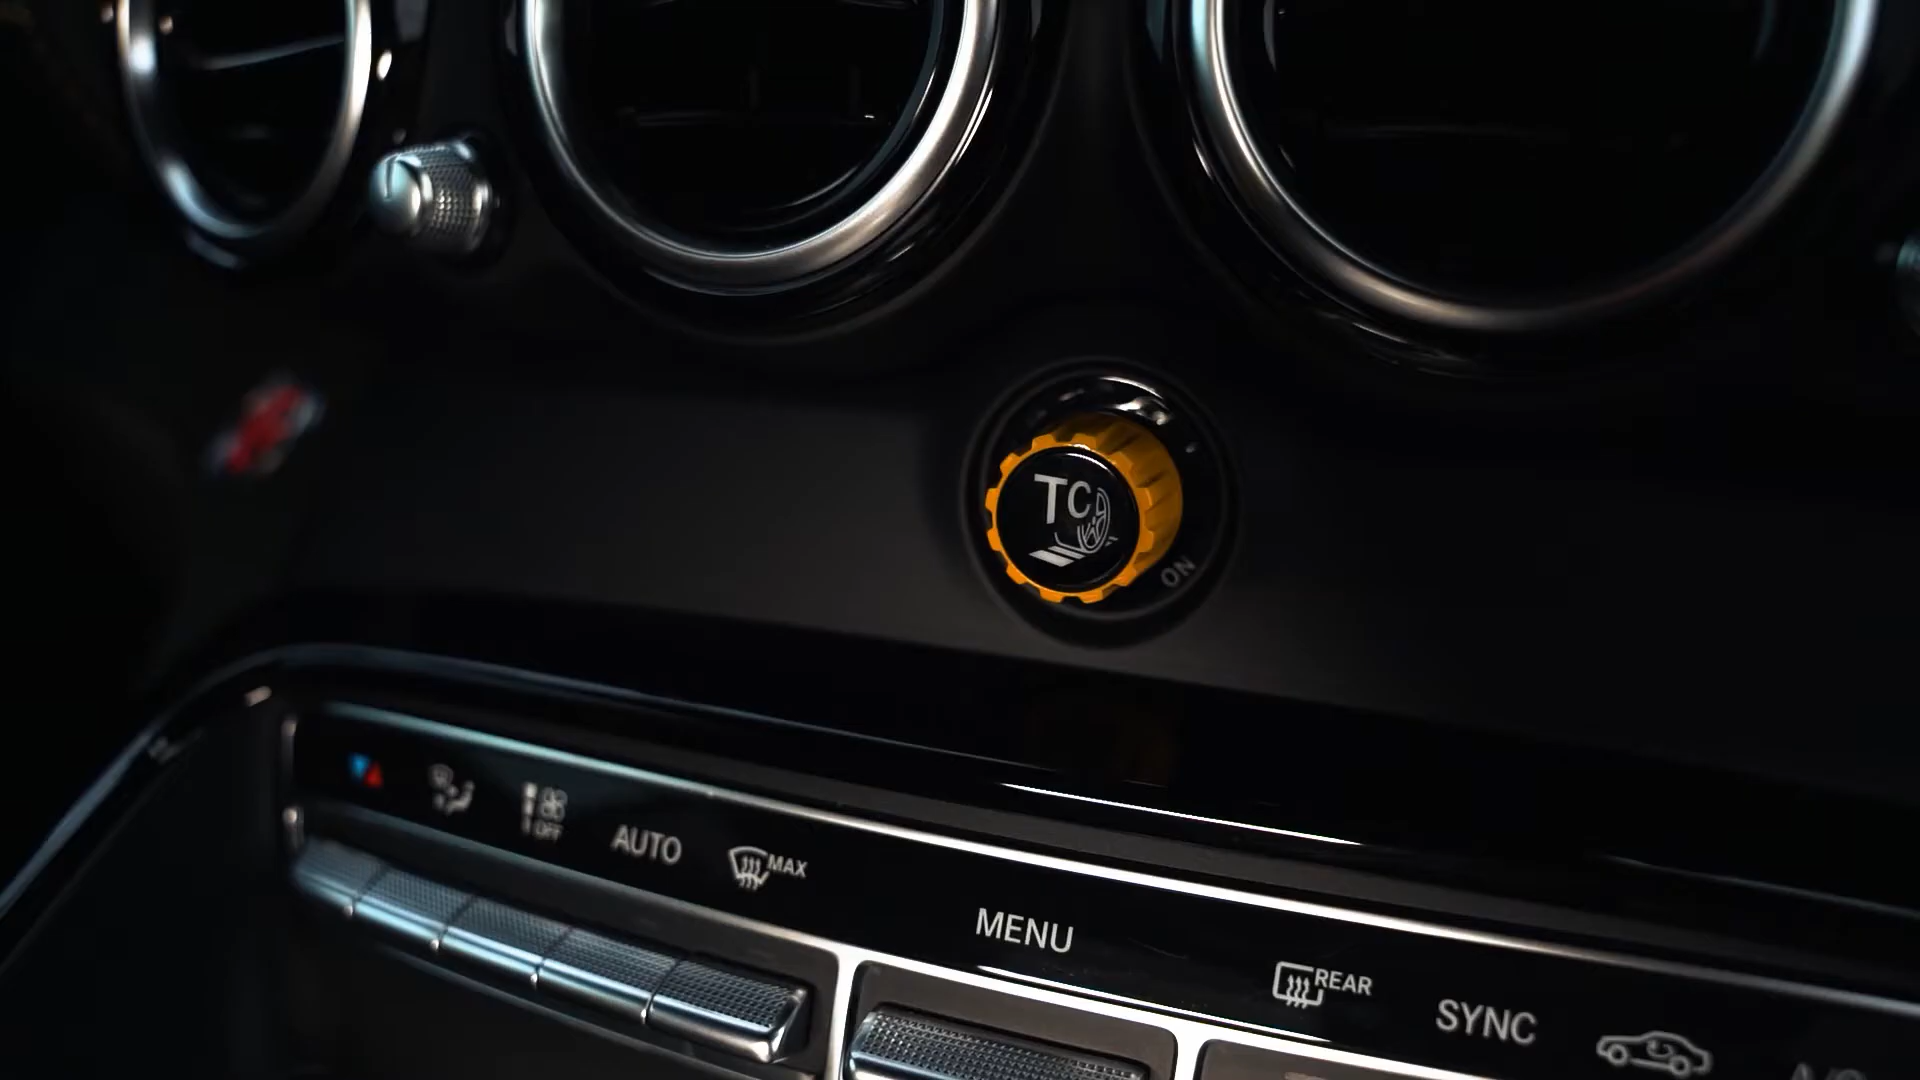 TC
ON
OFF
AUTO
MAX
MENU
REAR
SYNC
A/C